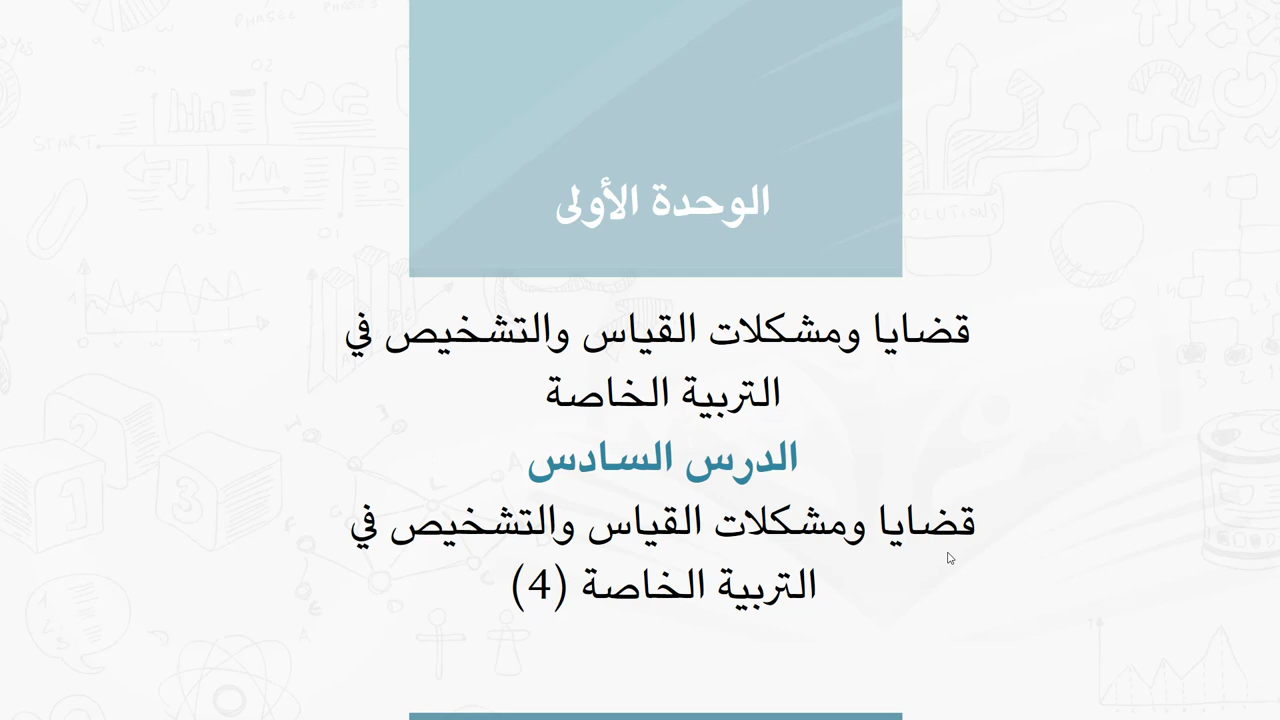 الوحدة الأولى
قضايا ومشكلات القياس والتشخيص في
التربية الخاصة
الدرس السادس
قضايا ومشكلات القياس والتشخيص في
التربية الخاصة (4)